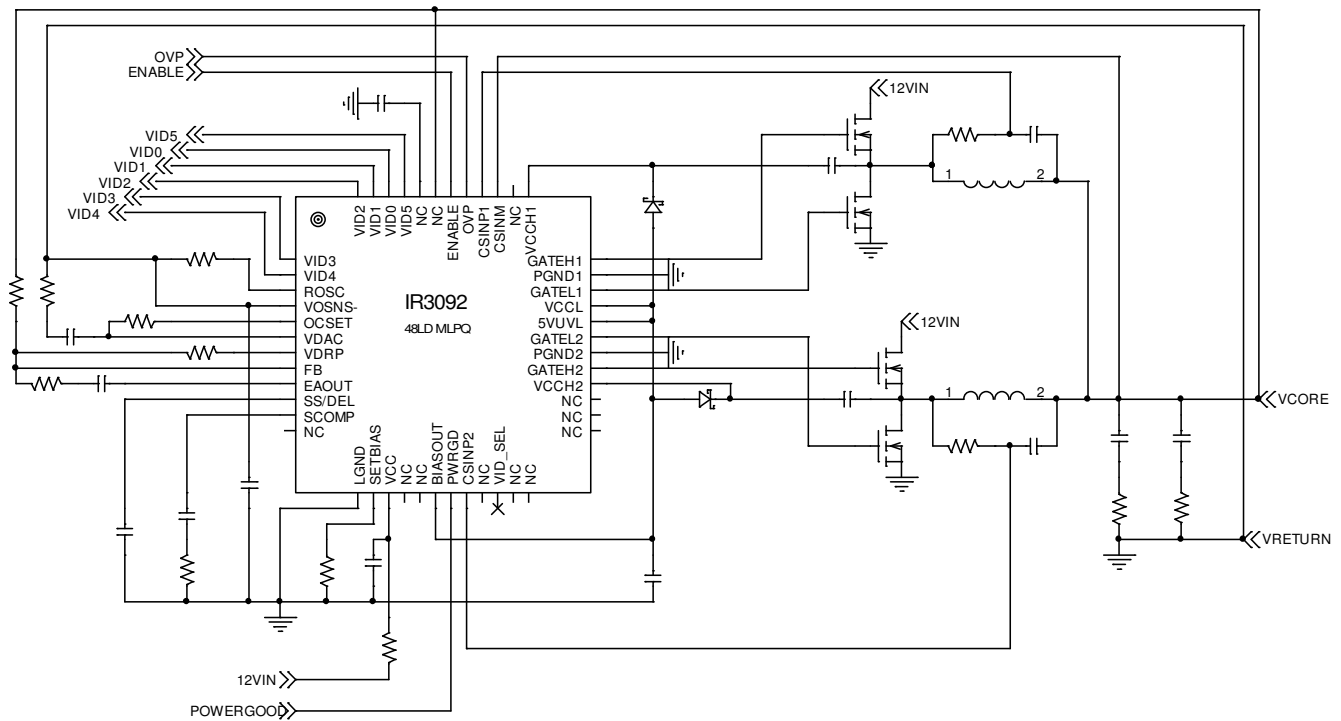 OVP
ENABLE
12VIN
VID5
VID0
VID1
VID2
VID3
VID4
1 2
VID2
VID1
VID0
VID5
NC
NC
ENABLE
OVP
CSINP1
CSINM
NC
VCCH1
VID3
VID4
ROSC
VOSNS-
OCSET
VDAC
VDRP
FB
EAOUT
SS/DEL
SCOMP
NC
IR3092
48LD MLPQ
GATEH1
PGND1
GATEL1
VCCL
5VUVL
GATEL2
PGND2
GATEH2
VCCH2
NC
NC
NC
LGND
SETBIAS
VCC
NC
NC
BIASOUT
PWRGD
CSINP2
NC
VID_SEL
NC
NC
12VIN
1 2
VCORE
VRETURN
12VIN
POWERGOOD